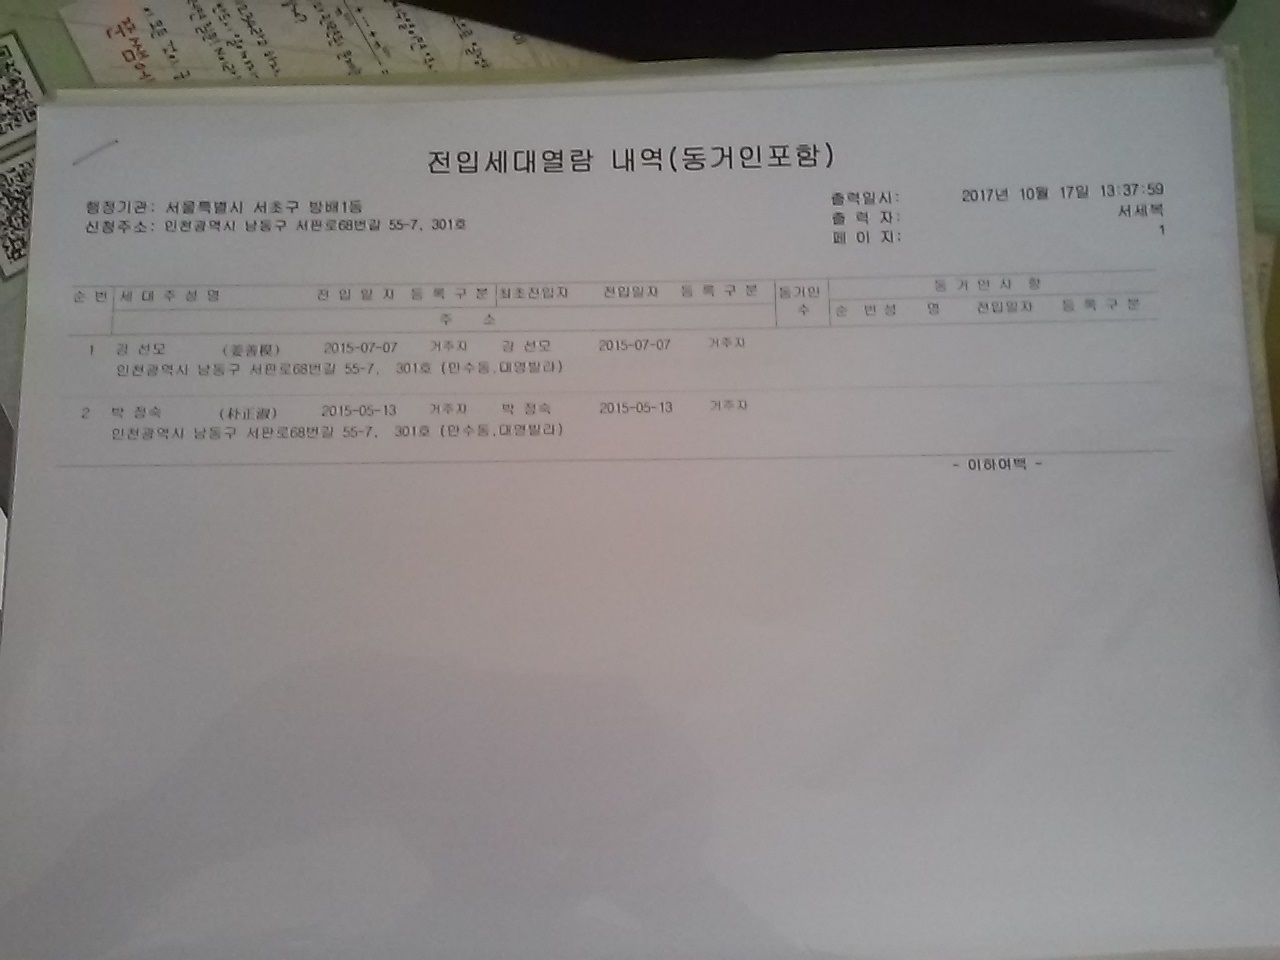 쭈쌤
전입세대열람 내역(동거인포함)
행정기관: 서울특별시 서초구 방배1동
신청주소: 인천광역시 남동구 서판로68번길 55-7, 301호
출력일시: 2017년 10월 17일 13:37:59
출 력 자: 서세복
페 이 지: 1
순 번 세 대 주 성 명 전 입 일 자 등 록 구 분 최초전입자 전입일자 등 록 구 분 동거인 수 동 거 인 사 항
주 소 순 번 성 명 전입일자 등 록 구 분
1 강 선모 (姜善模) 2015-07-07 거주자 강 선모 2015-07-07 거주자
인천광역시 남동구 서판로68번길 55-7, 301호 (만수동,대영빌라)
2 박 정숙 (朴正淑) 2015-05-13 거주자 박 정숙 2015-05-13 거주자
인천광역시 남동구 서판로68번길 55-7, 301호 (만수동,대영빌라)
- 이하여백 -